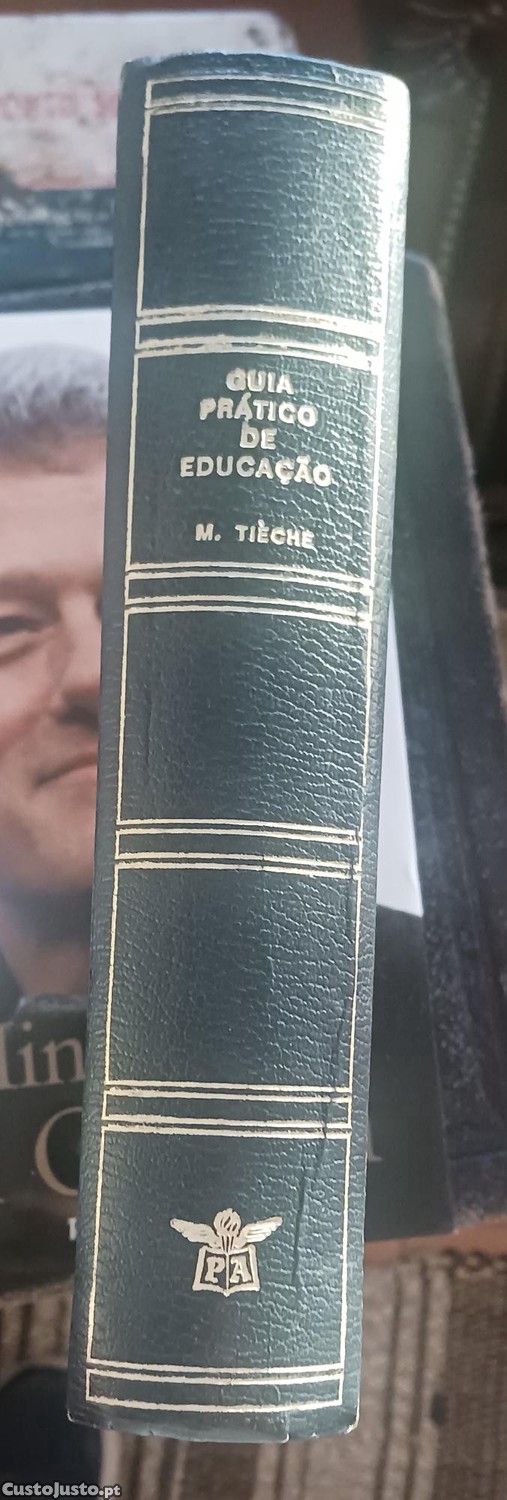 GUIA
PRÁTICO
DE
EDUCAÇÃO
M. TIÈCHE
PA
CustoJusto.pt